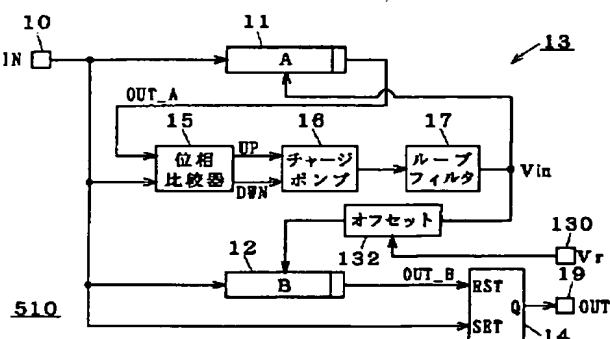 10
11
13
IN
A
OUT_A
15
16
17
位相
比較器
UP
DWN
チャージ
ポンプ
ループ
フィルタ
Vin
オフセット
132
130
Vr
12
B
OUT_B
19
510
RST
SET
Q
OUT
14